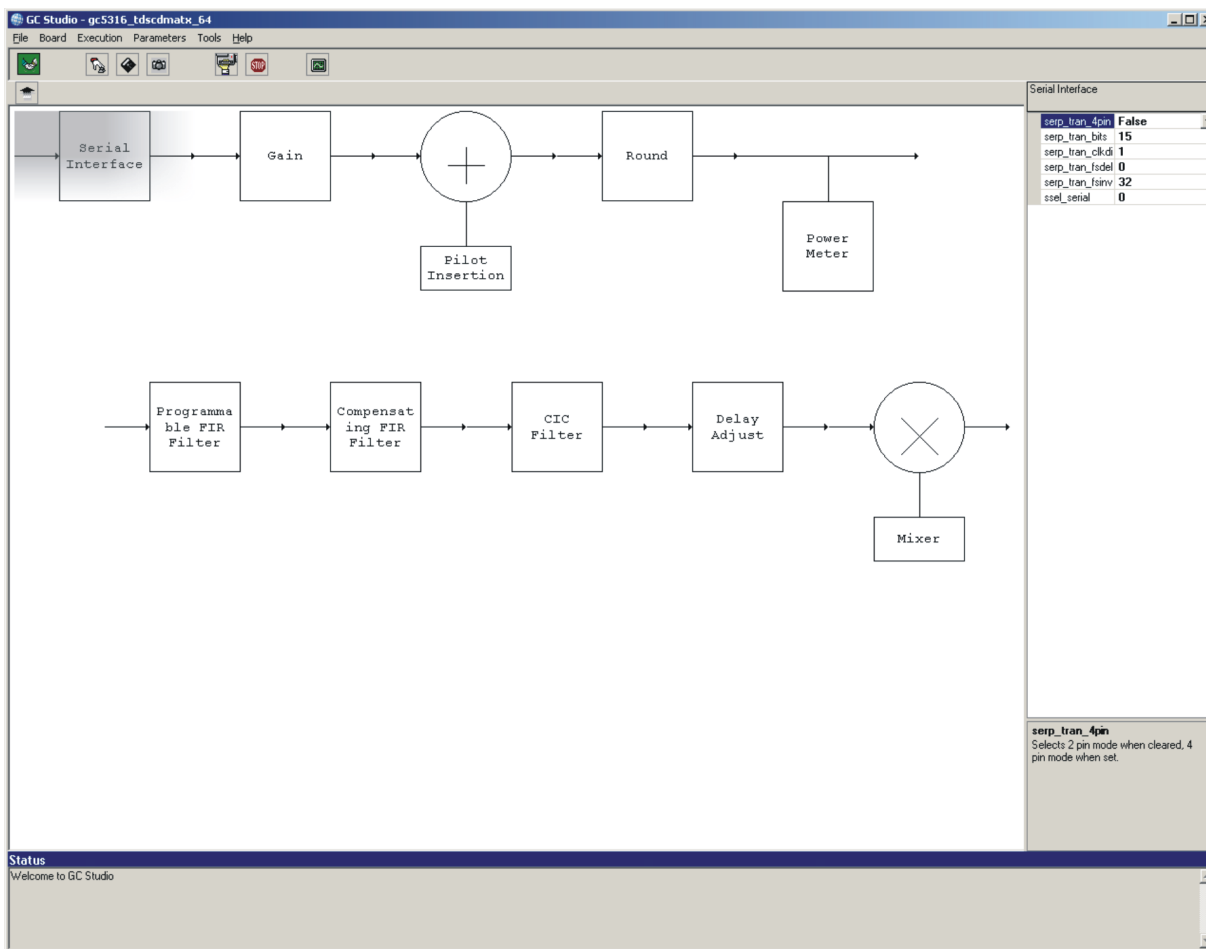 GC Studio - gc5316_tdscdmatx_64
File Board Execution Parameters Tools Help
STOP
Serial Interface
serp_tran_4pin False
serp_tran_bits 15
serp_tran_clkdi 1
serp_tran_fsdel 0
serp_tran_fsinv 32
ssel_serial 0
Serial
Interface
Gain
Round
Pilot
Insertion
Power
Meter
Programma
ble FIR
Filter
Compensat
ing FIR
Filter
CIC
Filter
Delay
Adjust
Mixer
serp_tran_4pin
Selects 2 pin mode when cleared, 4
pin mode when set.
Status
Welcome to GC Studio